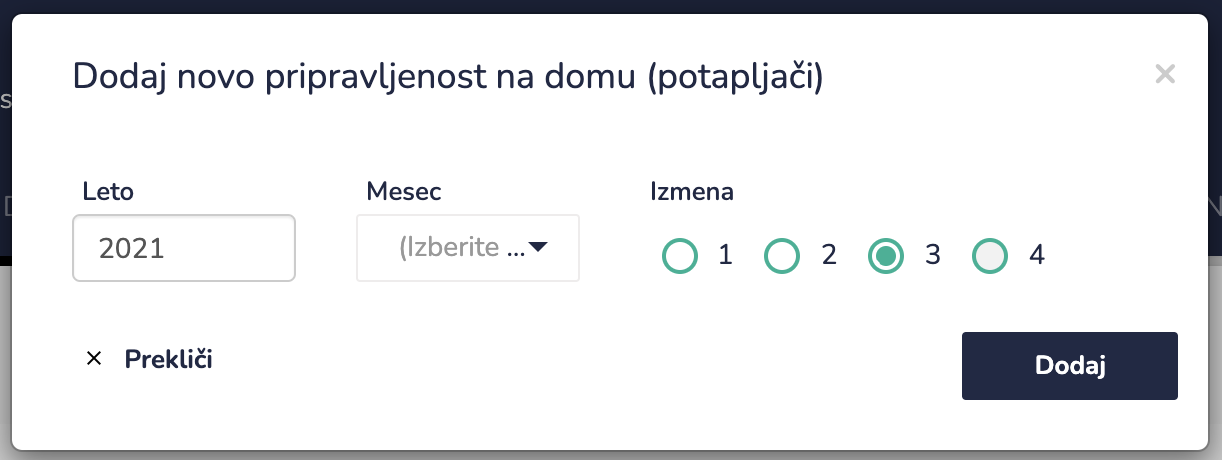 Dodaj novo pripravljenost na domu (potapljači)
s
Leto
Mesec
Izmena
2021
(Izberite ...
1
2
3
4
Prekliči
Dodaj